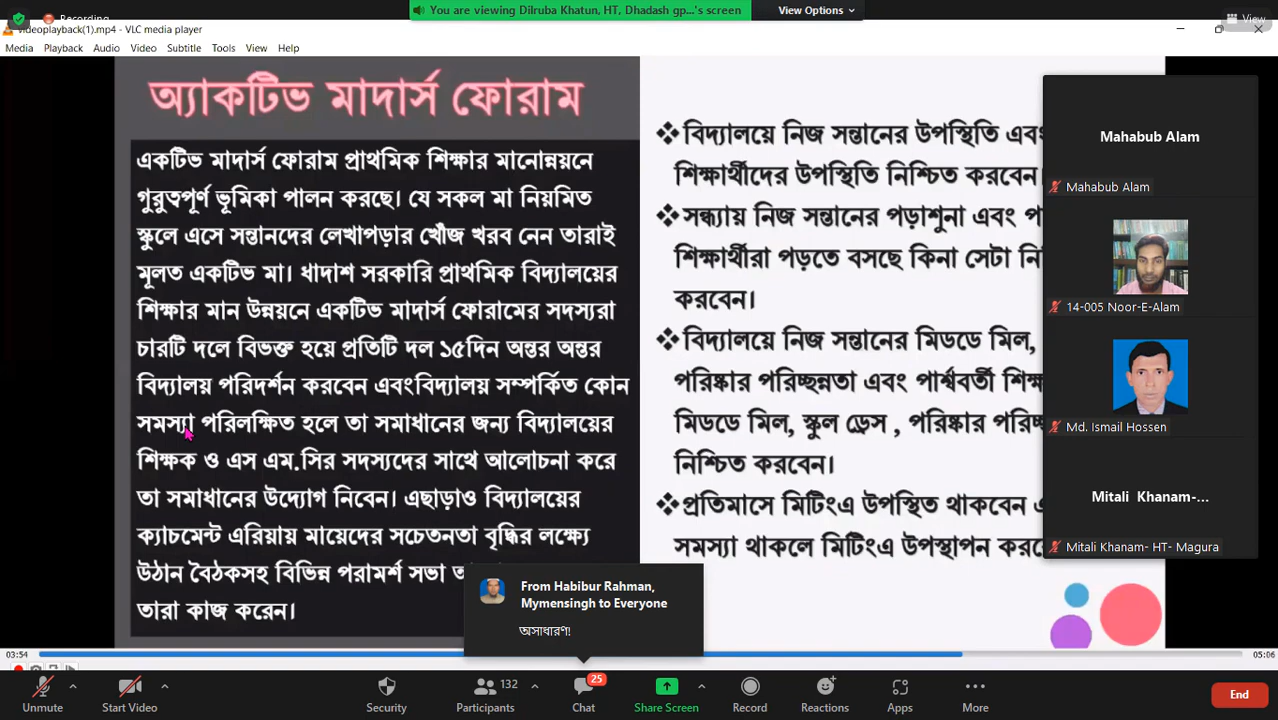 Recording
You are viewing Dilruba Khatun, HT, Dhadash gp...'s screen
View Options
View
videoplayback(1).mp4 - VLC media player
Media Playback Audio Video Subtitle Tools View Help
অ্যাকটিভ মাদার্স ফোরাম
একটিভ মাদার্স ফোরাম প্রাথমিক শিক্ষার মানোন্নয়নে
গুরুত্বপূর্ণ ভূমিকা পালন করছে। যে সকল মা নিয়মিত
স্কুলে এসে সন্তানদের লেখাপড়ার খোঁজ খরব নেন তারাই
মূলত একটিভ মা। ধাদাশ সরকারি প্রাথমিক বিদ্যালয়ের
শিক্ষার মান উন্নয়নে একটিভ মাদার্স ফোরামের সদস্যরা
চারটি দলে বিভক্ত হয়ে প্রতিটি দল ১৫দিন অন্তর অন্তর
বিদ্যালয় পরিদর্শন করবেন এবংবিদ্যালয় সম্পর্কিত কোন
সমস্যা পরিলক্ষিত হলে তা সমাধানের জন্য বিদ্যালয়ের
শিক্ষক ও এস এম.সির সদস্যদের সাথে আলোচনা করে
তা সমাধানের উদ্যোগ নিবেন। এছাড়াও বিদ্যালয়ের
ক্যাচমেন্ট এরিয়ায় মায়েদের সচেতনতা বৃদ্ধির লক্ষ্যে
উঠান বৈঠকসহ বিভিন্ন পরামর্শ সভা
তারা কাজ করেন।
❖বিদ্যালয়ে নিজ সন্তানের উপস্থিতি এবং
শিক্ষার্থীদের উপস্থিতি নিশ্চিত করবেন।
❖সন্ধ্যায় নিজ সন্তানের পড়াশুনা এবং
শিক্ষার্থীরা পড়তে বসছে কিনা সেটা
করবেন।
❖বিদ্যালয়ে নিজ সন্তানের মিডডে মিল,
পরিষ্কার পরিচ্ছন্নতা এবং পার্শ্ববর্তী
মিডডে মিল, স্কুল ড্রেস , পরিষ্কার
নিশ্চিত করবেন।
❖প্রতিমাসে মিটিংএ উপস্থিত থাকবেন
সমস্যা থাকলে মিটিংএ উপস্থাপন
Mahabub Alam
Mahabub Alam
14-005 Noor-E-Alam
Md. Ismail Hossen
Mitali Khanam-...
Mitali Khanam- HT- Magura
From Habibur Rahman,
Mymensingh to Everyone
অসাধারণ!
03:54
05:06
Unmute Start Video Security Participants 132 Chat 25 Share Screen Record Reactions Apps More End